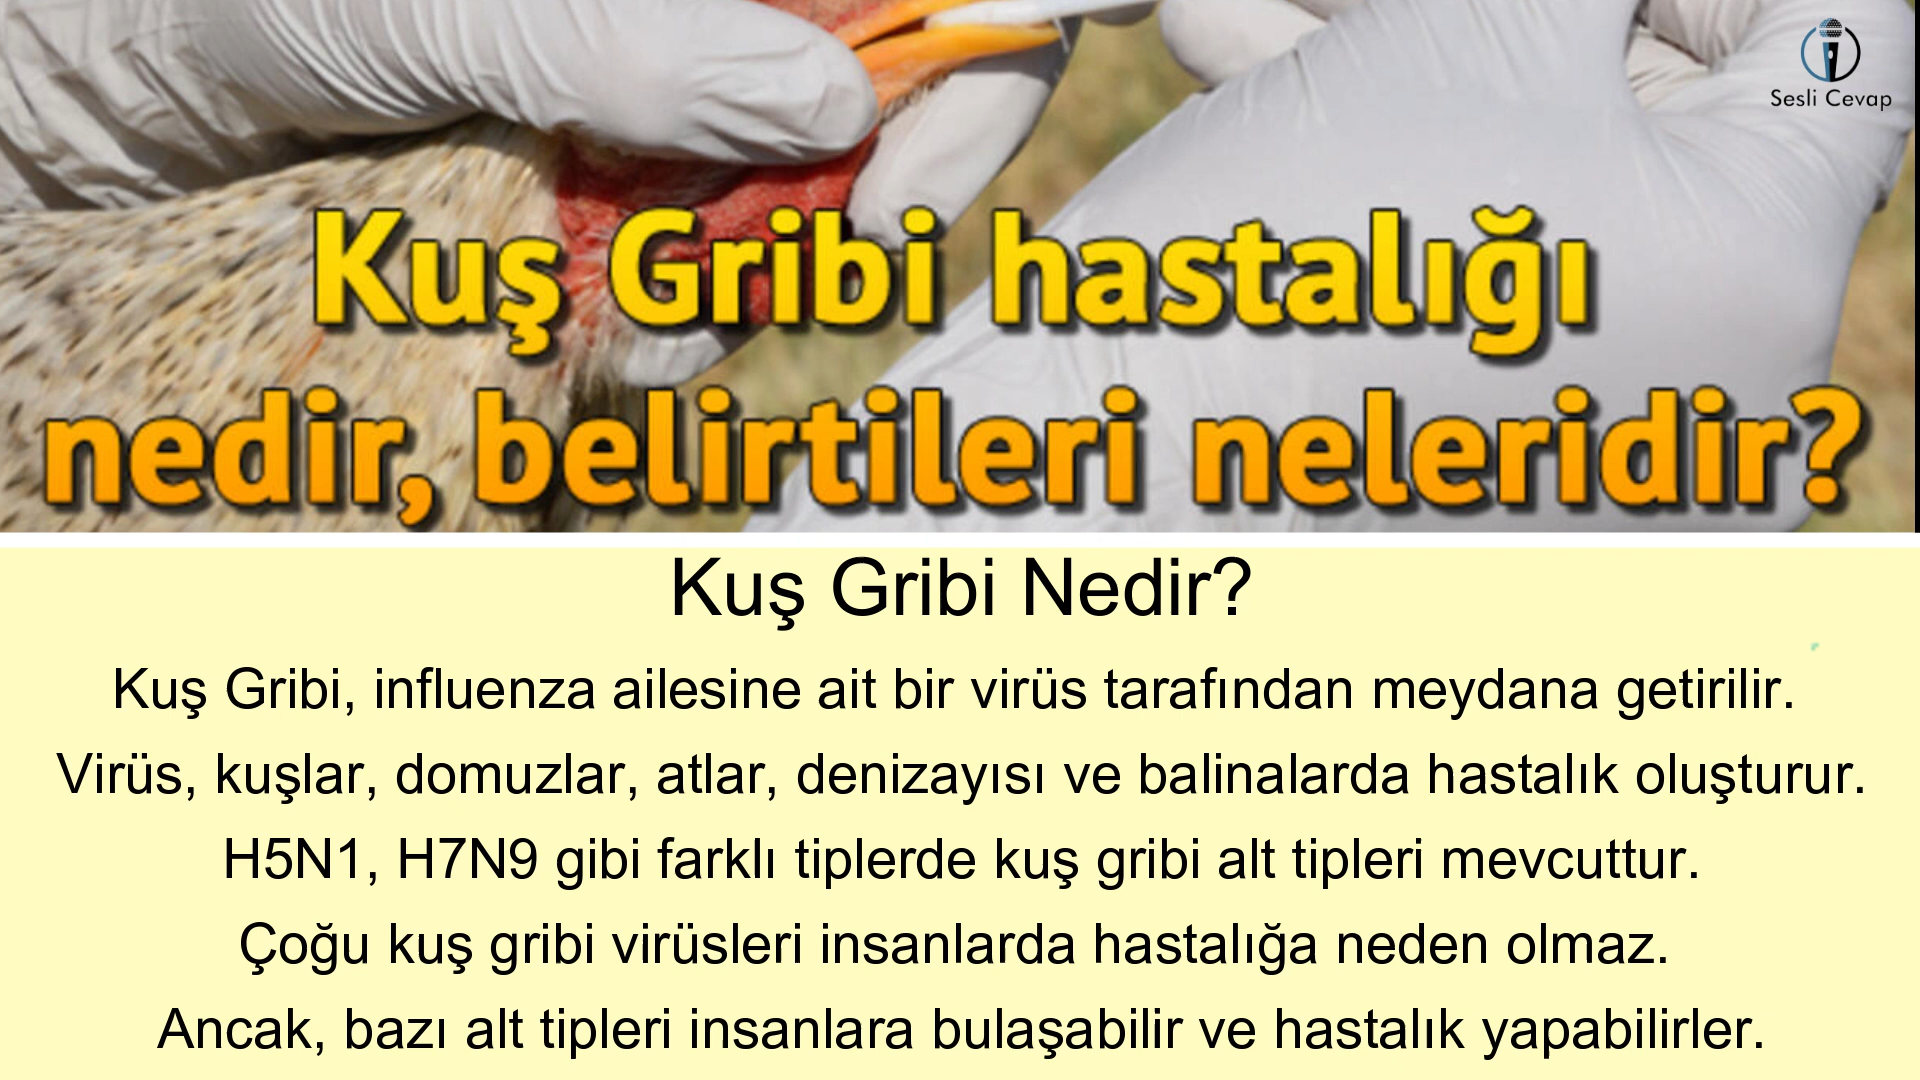 Sesli Cevap
Kuş Gribi hastalığı
nedir, belirtileri neleridir?
Kuş Gribi Nedir?
Kuş Gribi, influenza ailesine ait bir virüs tarafından meydana getirilir.
Virüs, kuşlar, domuzlar, atlar, denizayısı ve balinalarda hastalık oluşturur.
H5N1, H7N9 gibi farklı tiplerde kuş gribi alt tipleri mevcuttur.
Çoğu kuş gribi virüsleri insanlarda hastalığa neden olmaz.
Ancak, bazı alt tipleri insanlara bulaşabilir ve hastalık yapabilirler.